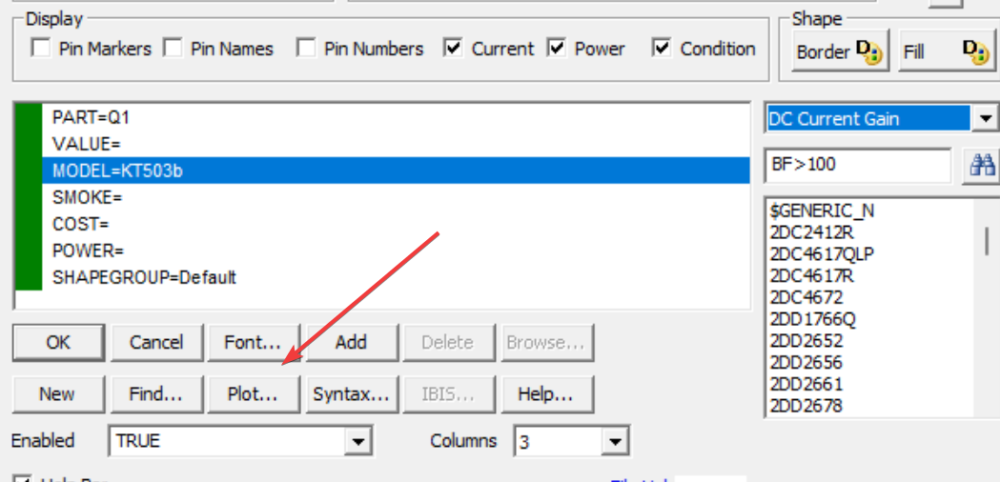 Display
Pin Markers Pin Names Pin Numbers Current Power Condition
Shape
Border Fill
PART=Q1
VALUE=
MODEL=KT503b
SMOKE=
COST=
POWER=
SHAPEGROUP=Default
DC Current Gain
BF>100
$GENERIC_N
2DC2412R
2DC4617QLP
2DC4617R
2DC4672
2DD1766Q
2DD2652
2DD2656
2DD2661
2DD2678
OK Cancel Font... Add Delete Browse...
New Find... Plot... Syntax... IBIS... Help...
Enabled TRUE Columns 3